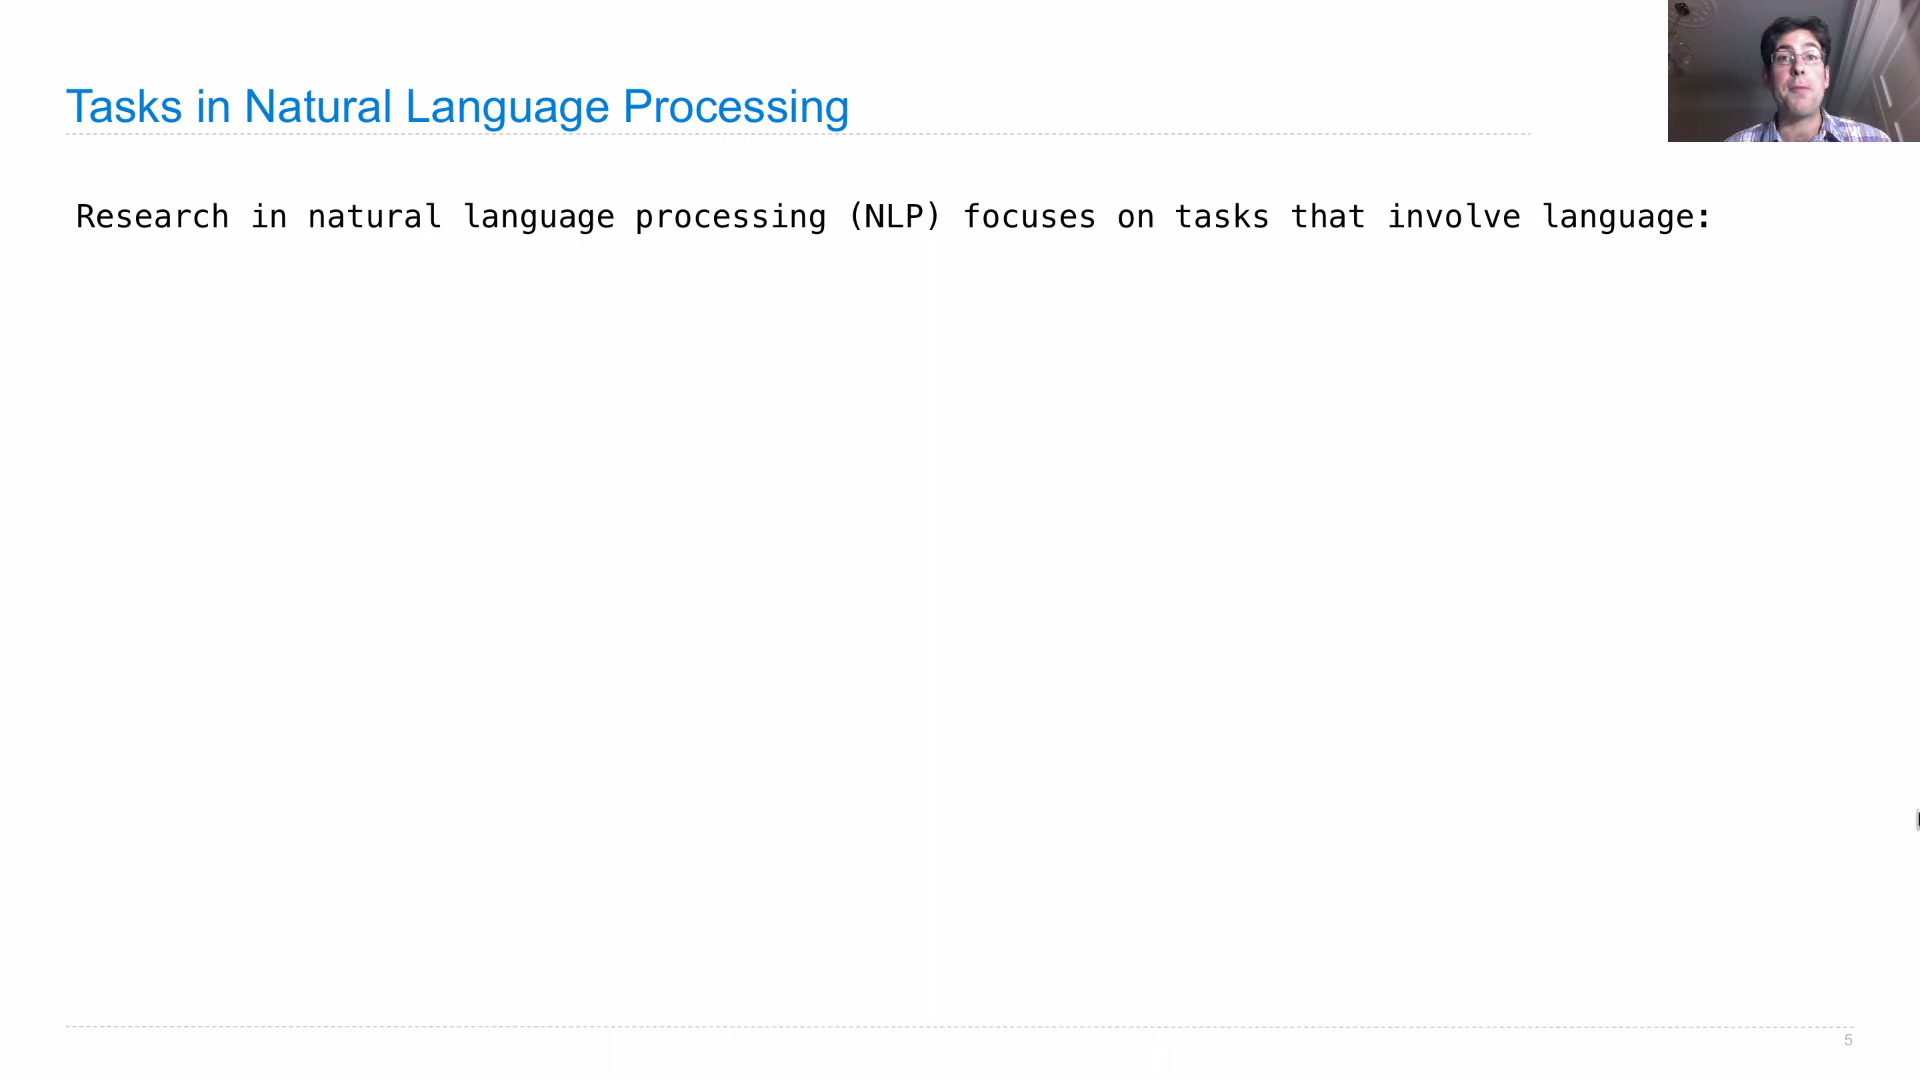 Tasks in Natural Language Processing
Research in natural language processing (NLP) focuses on tasks that involve language:
5